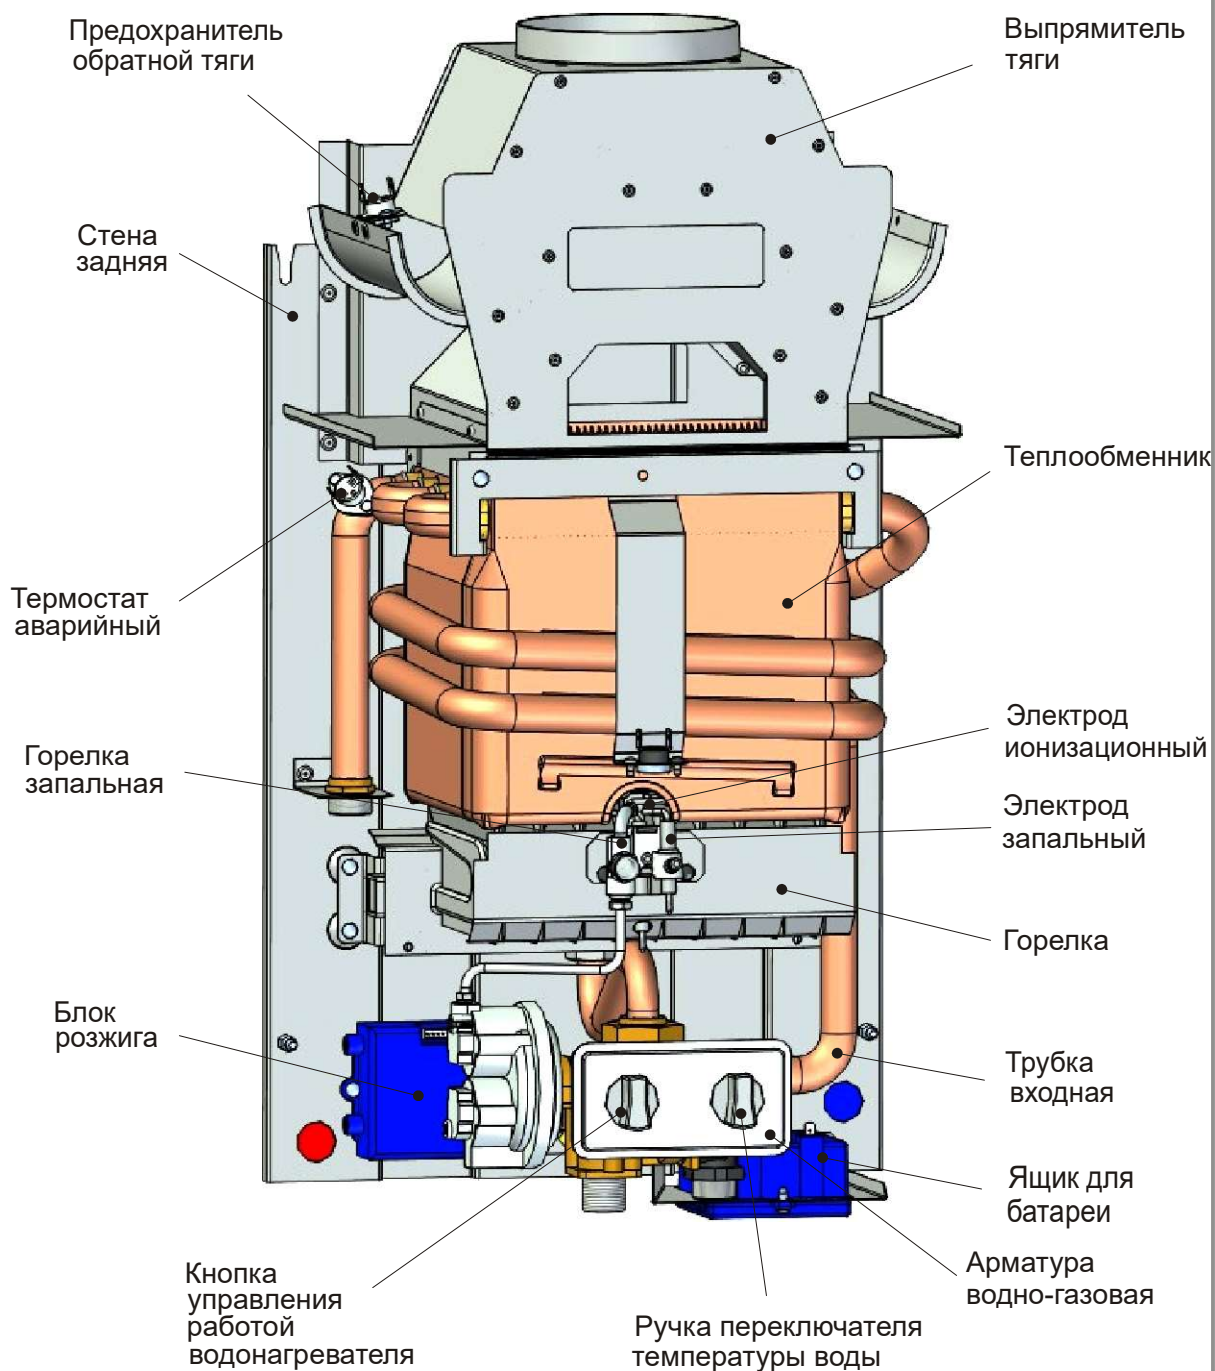 Предохранитель
обратной тяги
Выпрямитель
тяги
Стена
задняя
Теплообменник
Термостат
аварийный
Электрод
ионизационный
Горелка
запальная
Электрод
запальный
Горелка
Блок
розжига
Трубка
входная
Ящик для
батареи
Арматура
водно-газовая
Кнопка
управления
работой
водонагревателя
Ручка переключателя
температуры воды